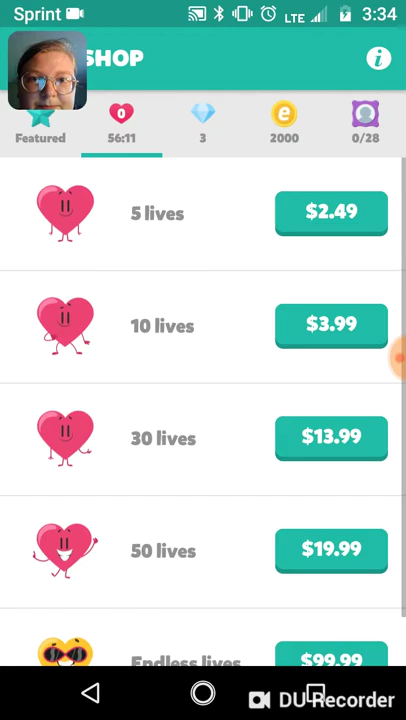 Sprint LTE 3:34
SHOP i
0 e
Featured 56:11 3 2000 0/28
5 lives $2.49
10 lives $3.99
30 lives $13.99
50 lives $19.99
Endless lives $99.99
DU Recorder